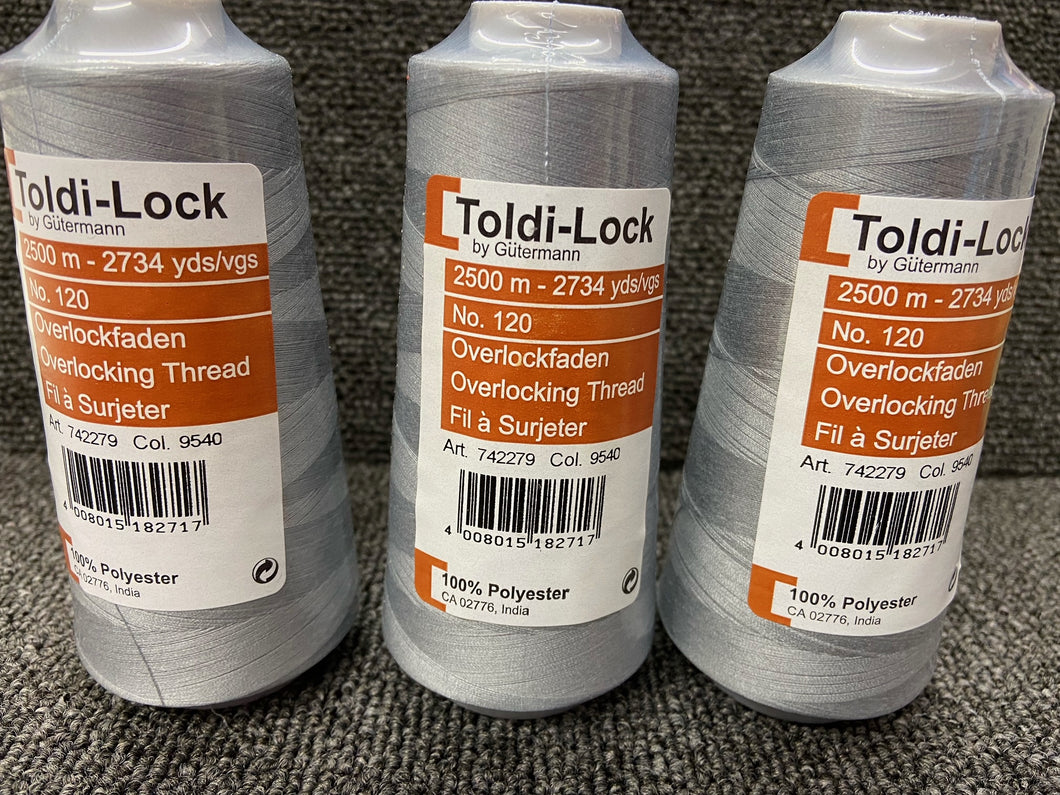 Toldi-Lock
by Gütermann
2500 m - 2734 yds/vgs
No. 120
Overlockfaden
Overlocking Thread
Fil à Surjeter
Art. 742279 Col. 9540
4 008015 182717
100% Polyester
CA 02776, India
Toldi-Lock
by Gütermann
2500 m - 2734 yds/vgs
No. 120
Overlockfaden
Overlocking Thread
Fil à Surjeter
Art. 742279 Col. 9540
4 008015 182717
100% Polyester
CA 02776, India
Toldi-Lock
by Gütermann
2500 m - 2734 yds/
No. 120
Overlockfaden
Overlocking Thre
Fil à Surjeter
Art. 742279 Col. 9540
4 008015 182717
100% Polyester
CA 02776, India